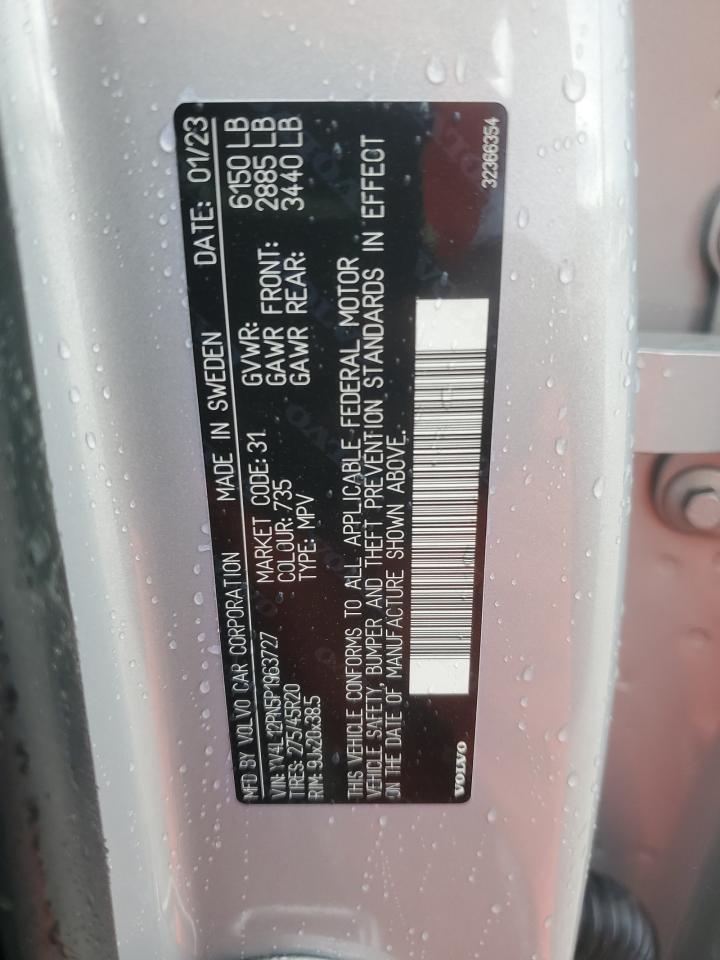 MFD BY VOLVO CAR CORPORATION MADE IN SWEDEN DATE: 01/23
VIN: YV4L12PN5P1963727 MARKET CODE: 31 GVWR: 6150 LB
TIRES: 275/45R20 COLOUR: 735 GAWR FRONT: 2885 LB
RIM: 9Jx20x38.5 TYPE: MPV GAWR REAR: 3440 LB
THIS VEHICLE CONFORMS TO ALL APPLICABLE FEDERAL MOTOR
VEHICLE SAFETY, BUMPER AND THEFT PREVENTION STANDARDS IN EFFECT
ON THE DATE OF MANUFACTURE SHOWN ABOVE.
VOLVO
32366354